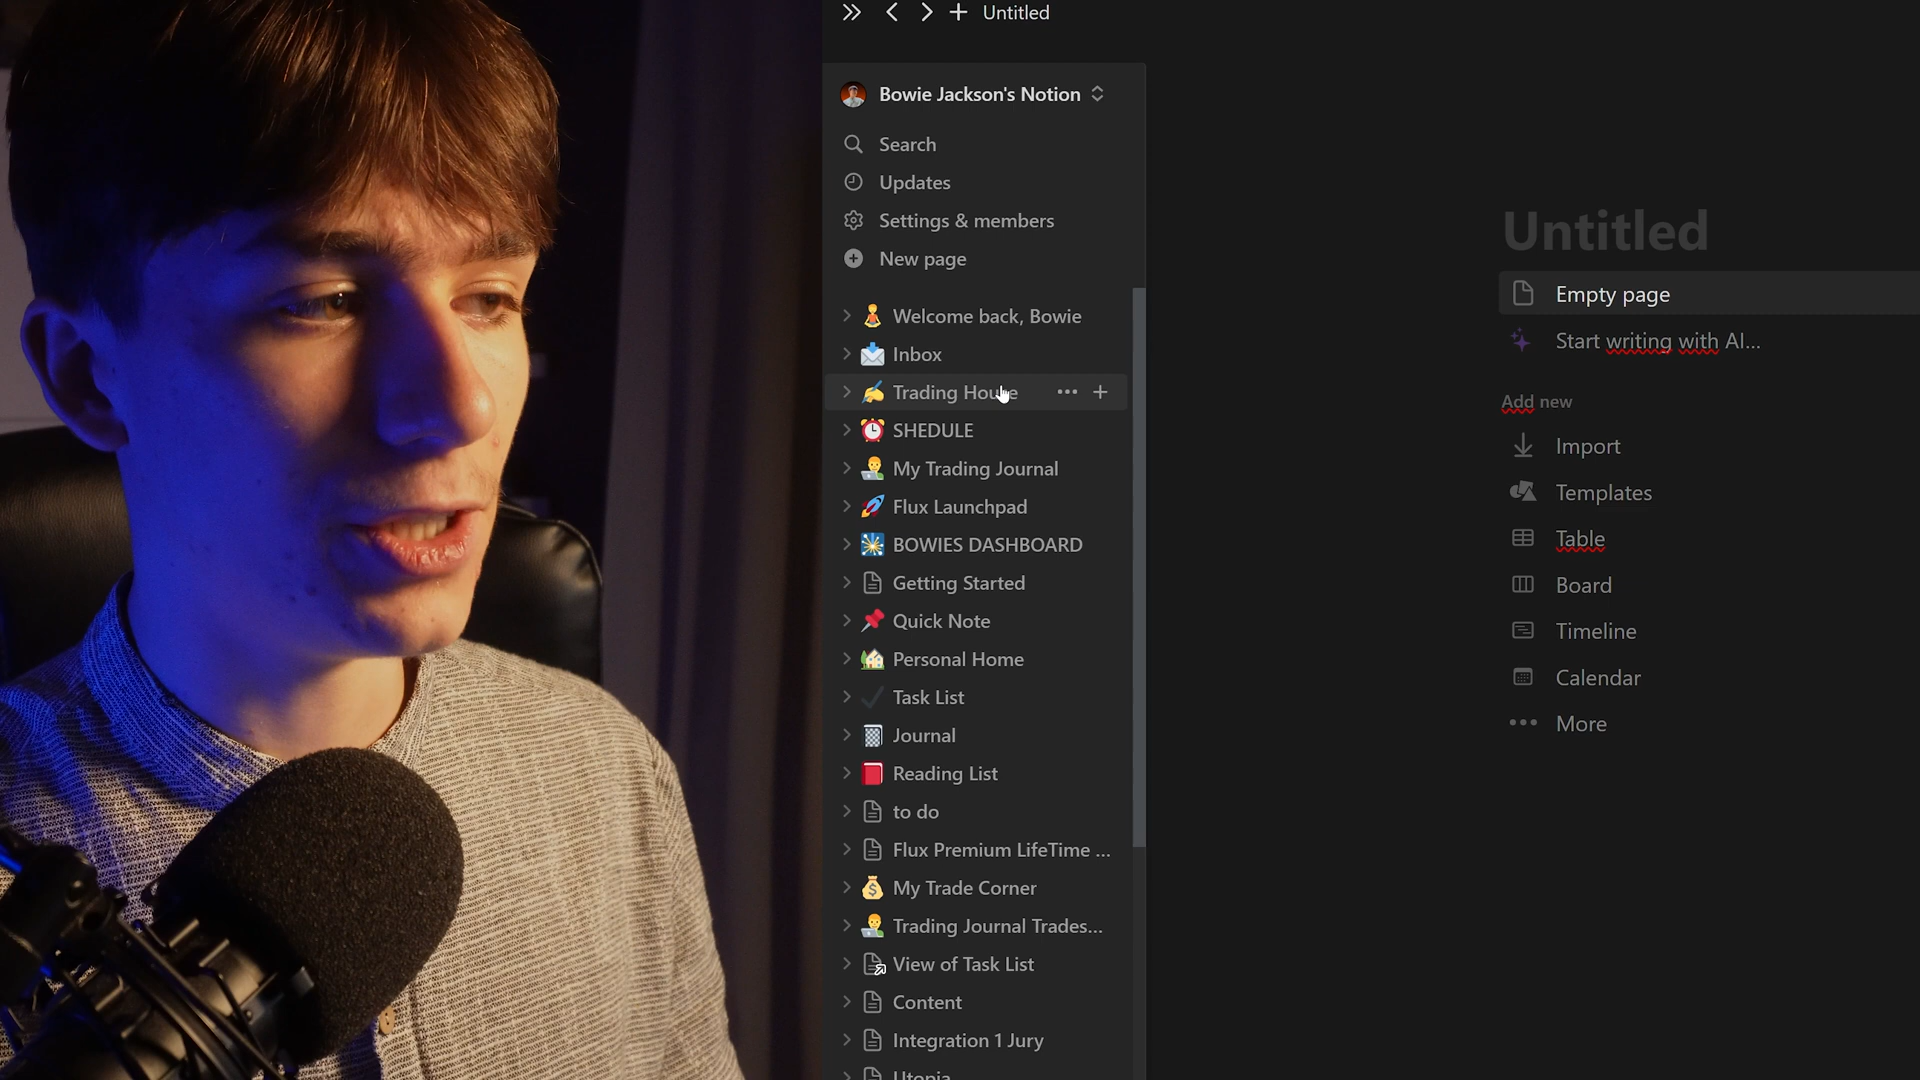 Untitled
Bowie Jackson's Notion
Search
Updates
Settings & members
New page
Welcome back, Bowie
Inbox
Trading House
SHEDULE
My Trading Journal
Flux Launchpad
BOWIES DASHBOARD
Getting Started
Quick Note
Personal Home
Task List
Journal
Reading List
to do
Flux Premium LifeTime ...
My Trade Corner
Trading Journal Trades...
View of Task List
Content
Integration 1 Jury
Utopia
Untitled
Empty page
Start writing with AI...
Add new
Import
Templates
Table
Board
Timeline
Calendar
More